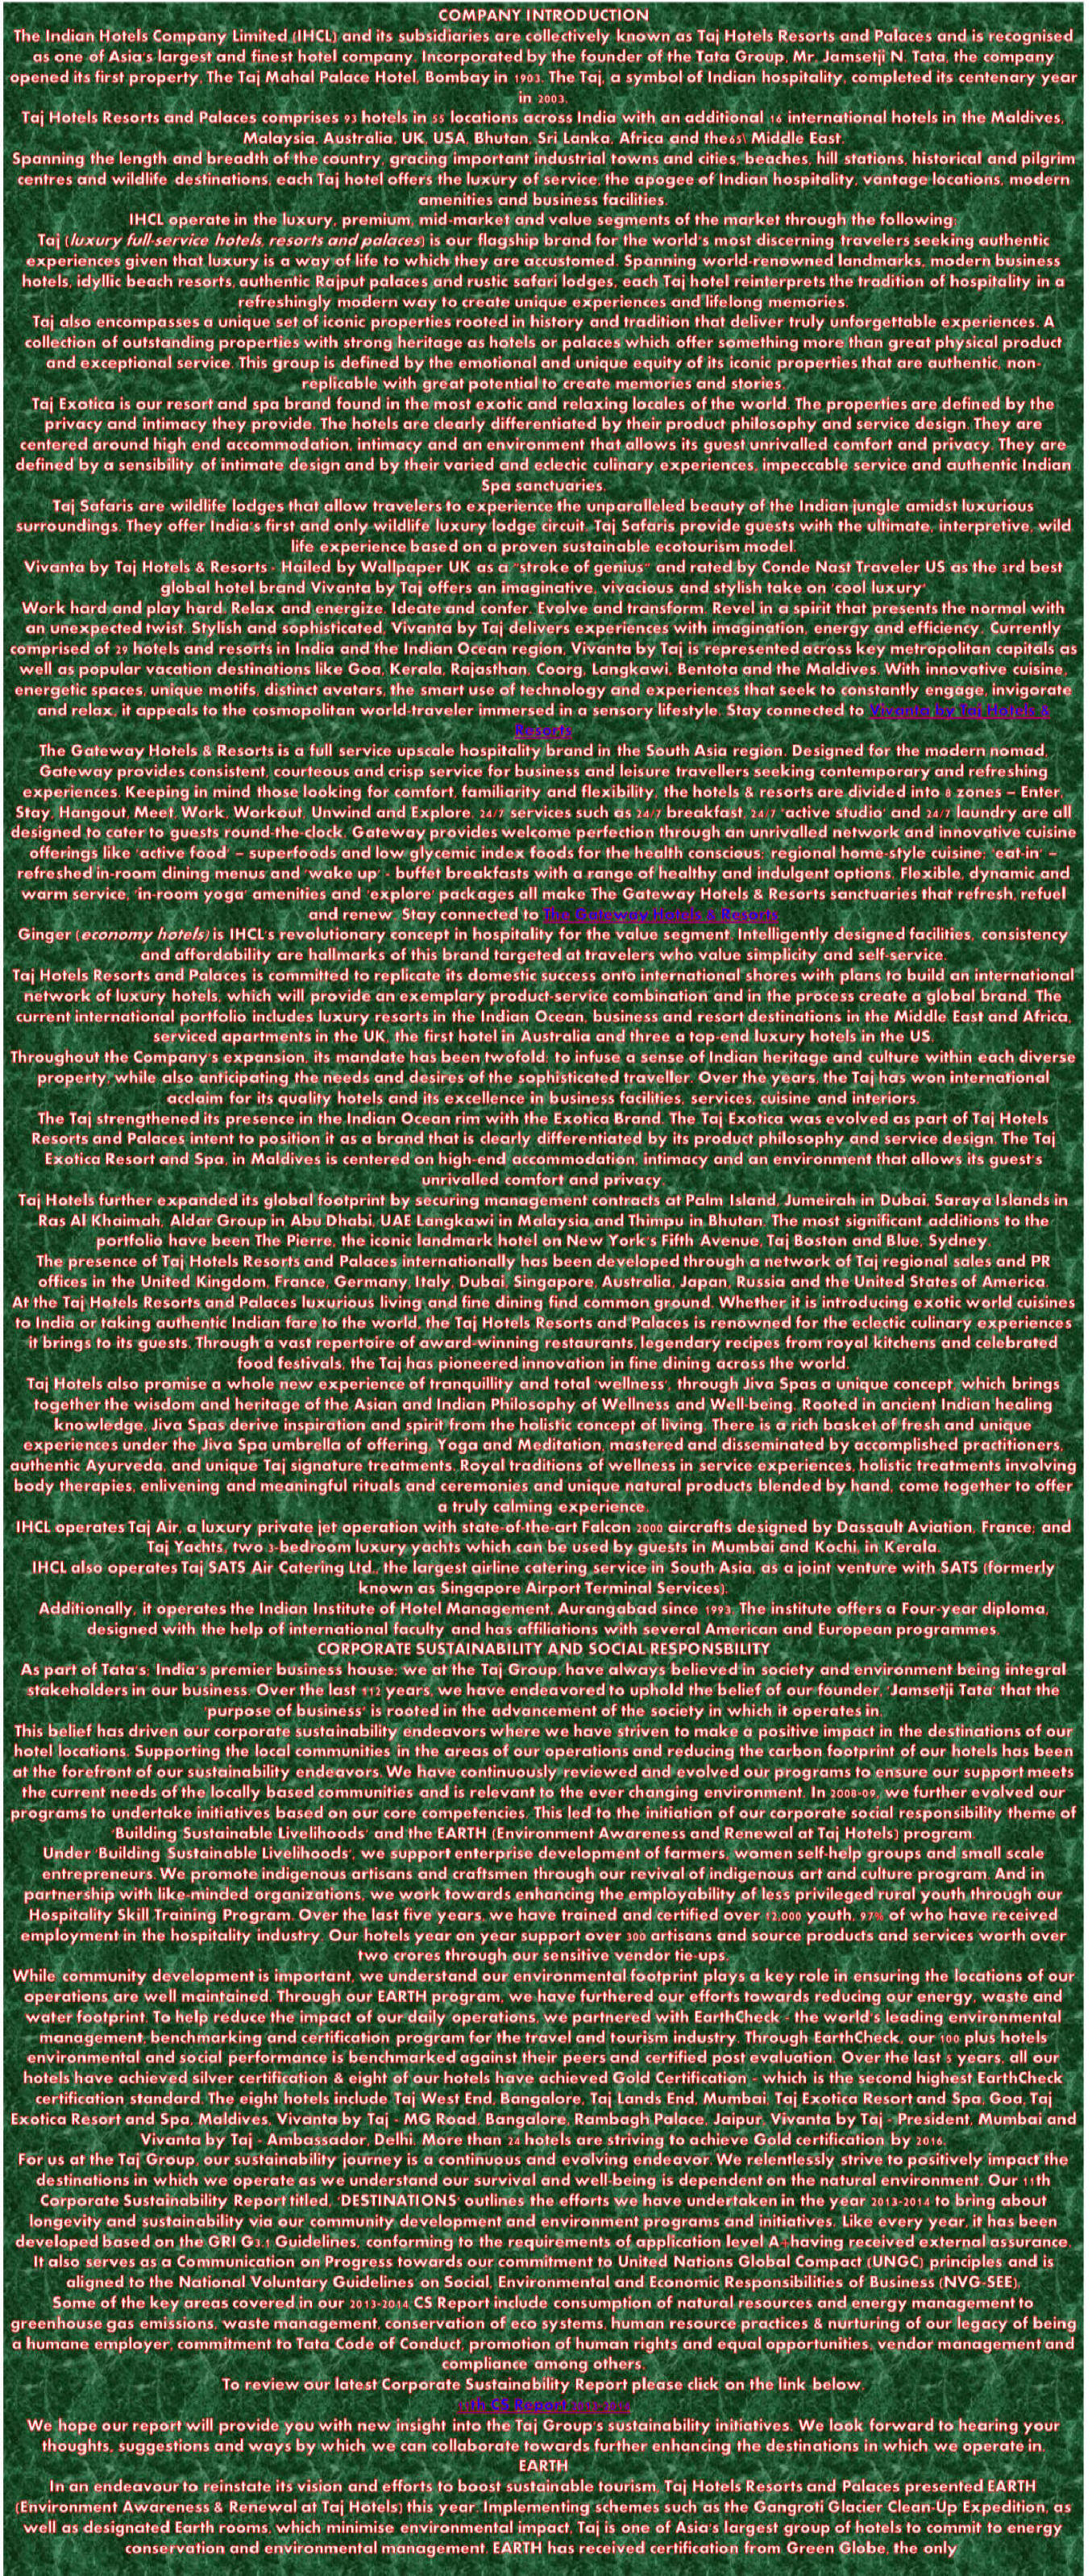 COMPANY INTRODUCTION
The Indian Hotels Company Limited (IHCL) and its subsidiaries are collectively known as Taj Hotels Resorts and Palaces and is recognised
as one of Asia's largest and finest hotel company. Incorporated by the founder of the Tata Group, Mr. Jamsetji N. Tata, the company
opened its first property, The Taj Mahal Palace Hotel, Bombay in 1903. The Taj, a symbol of Indian hospitality, completed its centenary year
in 2003.
Taj Hotels Resorts and Palaces comprises 93 hotels in 55 locations across India with an additional 16 international hotels in the Maldives,
Malaysia, Australia, UK, USA, Bhutan, Sri Lanka, Africa and the65\ Middle East.
Spanning the length and breadth of the country, gracing important industrial towns and cities, beaches, hill stations, historical and pilgrim
centres and wildlife destinations, each Taj hotel offers the luxury of service, the apogee of Indian hospitality, vantage locations, modern
amenities and business facilities.
IHCL operate in the luxury, premium, mid-market and value segments of the market through the following:
Taj (luxury full-service hotels, resorts and palaces) is our flagship brand for the world's most discerning travelers seeking authentic
experiences given that luxury is a way of life to which they are accustomed. Spanning world-renowned landmarks, modern business
hotels, idyllic beach resorts, authentic Rajput palaces and rustic safari lodges, each Taj hotel reinterprets the tradition of hospitality in a
refreshingly modern way to create unique experiences and lifelong memories.
Taj also encompasses a unique set of iconic properties rooted in history and tradition that deliver truly unforgettable experiences. A
collection of outstanding properties with strong heritage as hotels or palaces which offer something more than great physical product
and exceptional service. This group is defined by the emotional and unique equity of its iconic properties that are authentic, non-
replicable with great potential to create memories and stories.
Taj Exotica is our resort and spa brand found in the most exotic and relaxing locales of the world. The properties are defined by the
privacy and intimacy they provide. The hotels are clearly differentiated by their product philosophy and service design. They are
centered around high end accommodation, intimacy and an environment that allows its guest unrivalled comfort and privacy. They are
defined by a sensibility of intimate design and by their varied and eclectic culinary experiences, impeccable service and authentic Indian
Spa sanctuaries.
Taj Safaris are wildlife lodges that allow travelers to experience the unparalleled beauty of the Indian jungle amidst luxurious
surroundings. They offer India's first and only wildlife luxury lodge circuit. Taj Safaris provide guests with the ultimate, interpretive, wild
life experience based on a proven sustainable ecotourism model.
Vivanta by Taj Hotels & Resorts - Hailed by Wallpaper UK as a "stroke of genius" and rated by Conde Nast Traveler US as the 3rd best
global hotel brand Vivanta by Taj offers an imaginative, vivacious and stylish take on 'cool luxury'.
Work hard and play hard. Relax and energize. Ideate and confer. Evolve and transform. Revel in a spirit that presents the normal with
an unexpected twist. Stylish and sophisticated, Vivanta by Taj delivers experiences with imagination, energy and efficiency. Currently
comprised of 29 hotels and resorts in India and the Indian Ocean region, Vivanta by Taj is represented across key metropolitan capitals as
well as popular vacation destinations like Goa, Kerala, Rajasthan, Coorg, Langkawi, Bentota and the Maldives. With innovative cuisine,
energetic spaces, unique motifs, distinct avatars, the smart use of technology and experiences that seek to constantly engage, invigorate
and relax, it appeals to the cosmopolitan world-traveler immersed in a sensory lifestyle. Stay connected to Vivanta by Taj Hotels &
Resorts
The Gateway Hotels & Resorts is a full service upscale hospitality brand in the South Asia region. Designed for the modern nomad,
Gateway provides consistent, courteous and crisp service for business and leisure travellers seeking contemporary and refreshing
experiences. Keeping in mind those looking for comfort, familiarity and flexibility, the hotels & resorts are divided into 8 zones – Enter,
Stay, Hangout, Meet, Work, Workout, Unwind and Explore. 24/7 services such as 24/7 breakfast, 24/7 'active studio' and 24/7 laundry are all
designed to cater to guests round-the-clock. Gateway provides welcome perfection through an unrivalled network and innovative cuisine
offerings like 'active food' – superfoods and low glycemic index foods for the health conscious; regional home-style cuisine; 'eat-in' –
refreshed in-room dining menus and 'wake up' - buffet breakfasts with a range of healthy and indulgent options. Flexible, dynamic and
warm service, 'in-room yoga' amenities and 'explore' packages all make The Gateway Hotels & Resorts sanctuaries that refresh, refuel
and renew. Stay connected to The Gateway Hotels & Resorts
Ginger (economy hotels) is IHCL's revolutionary concept in hospitality for the value segment. Intelligently designed facilities, consistency
and affordability are hallmarks of this brand targeted at travelers who value simplicity and self-service.
Taj Hotels Resorts and Palaces is committed to replicate its domestic success onto international shores with plans to build an international
network of luxury hotels, which will provide an exemplary product-service combination and in the process create a global brand. The
current international portfolio includes luxury resorts in the Indian Ocean, business and resort destinations in the Middle East and Africa,
serviced apartments in the UK, the first hotel in Australia and three a top-end luxury hotels in the US.
Throughout the Company's expansion, its mandate has been twofold: to infuse a sense of Indian heritage and culture within each diverse
property, while also anticipating the needs and desires of the sophisticated traveller. Over the years, the Taj has won international
acclaim for its quality hotels and its excellence in business facilities, services, cuisine and interiors.
The Taj strengthened its presence in the Indian Ocean rim with the Exotica Brand. The Taj Exotica was evolved as part of Taj Hotels
Resorts and Palaces intent to position it as a brand that is clearly differentiated by its product philosophy and service design. The Taj
Exotica Resort and Spa, in Maldives is centered on high-end accommodation, intimacy and an environment that allows its guest's
unrivalled comfort and privacy.
Taj Hotels further expanded its global footprint by securing management contracts at Palm Island, Jumeirah in Dubai, Saraya Islands in
Ras Al Khaimah, Aldar Group in Abu Dhabi, UAE Langkawi in Malaysia and Thimpu in Bhutan. The most significant additions to the
portfolio have been The Pierre, the iconic landmark hotel on New York's Fifth Avenue, Taj Boston and Blue, Sydney.
The presence of Taj Hotels Resorts and Palaces internationally has been developed through a network of Taj regional sales and PR
offices in the United Kingdom, France, Germany, Italy, Dubai, Singapore, Australia, Japan, Russia and the United States of America.
At the Taj Hotels Resorts and Palaces luxurious living and fine dining find common ground. Whether it is introducing exotic world cuisines
to India or taking authentic Indian fare to the world, the Taj Hotels Resorts and Palaces is renowned for the eclectic culinary experiences
it brings to its guests. Through a vast repertoire of award-winning restaurants, legendary recipes from royal kitchens and celebrated
food festivals, the Taj has pioneered innovation in fine dining across the world.
Taj Hotels also promise a whole new experience of tranquillity and total 'wellness', through Jiva Spas a unique concept, which brings
together the wisdom and heritage of the Asian and Indian Philosophy of Wellness and Well-being. Rooted in ancient Indian healing
knowledge, Jiva Spas derive inspiration and spirit from the holistic concept of living. There is a rich basket of fresh and unique
experiences under the Jiva Spa umbrella of offering, Yoga and Meditation, mastered and disseminated by accomplished practitioners,
authentic Ayurveda, and unique Taj signature treatments. Royal traditions of wellness in service experiences, holistic treatments involving
body therapies, enlivening and meaningful rituals and ceremonies and unique natural products blended by hand, come together to offer
a truly calming experience.
IHCL operates Taj Air, a luxury private jet operation with state-of-the-art Falcon 2000 aircrafts designed by Dassault Aviation, France; and
Taj Yachts, two 3-bedroom luxury yachts which can be used by guests in Mumbai and Kochi, in Kerala.
IHCL also operates Taj SATS Air Catering Ltd., the largest airline catering service in South Asia, as a joint venture with SATS (formerly
known as Singapore Airport Terminal Services).
Additionally, it operates the Indian Institute of Hotel Management, Aurangabad since 1993. The institute offers a Four-year diploma,
designed with the help of international faculty and has affiliations with several American and European programmes.
CORPORATE SUSTAINABILITY AND SOCIAL RESPONSBILITY
As part of Tata's; India's premier business house; we at the Taj Group, have always believed in society and environment being integral
stakeholders in our business. Over the last 112 years, we have endeavored to uphold the belief of our founder, 'Jamsetji Tata' that the
'purpose of business' is rooted in the advancement of the society in which it operates in.
This belief has driven our corporate sustainability endeavors where we have striven to make a positive impact in the destinations of our
hotel locations. Supporting the local communities in the areas of our operations and reducing the carbon footprint of our hotels has been
at the forefront of our sustainability endeavors. We have continuously reviewed and evolved our programs to ensure our support meets
the current needs of the locally based communities and is relevant to the ever changing environment. In 2008-09, we further evolved our
programs to undertake initiatives based on our core competencies. This led to the initiation of our corporate social responsibility theme of
'Building Sustainable Livelihoods' and the EARTH (Environment Awareness and Renewal at Taj Hotels) program.
Under 'Building Sustainable Livelihoods', we support enterprise development of farmers, women self-help groups and small scale
entrepreneurs. We promote indigenous artisans and craftsmen through our revival of indigenous art and culture program. And in
partnership with like-minded organizations, we work towards enhancing the employability of less privileged rural youth through our
Hospitality Skill Training Program. Over the last five years, we have trained and certified over 12,000 youth, 97% of who have received
employment in the hospitality industry. Our hotels year on year support over 300 artisans and source products and services worth over
two crores through our sensitive vendor tie-ups.
While community development is important, we understand our environmental footprint plays a key role in ensuring the locations of our
operations are well maintained. Through our EARTH program, we have furthered our efforts towards reducing our energy, waste and
water footprint. To help reduce the impact of our daily operations, we partnered with EarthCheck - the world's leading environmental
management, benchmarking and certification program for the travel and tourism industry. Through EarthCheck, our 100 plus hotels
environmental and social performance is benchmarked against their peers and certified post evaluation. Over the last 5 years, all our
hotels have achieved silver certification & eight of our hotels have achieved Gold Certification - which is the second highest EarthCheck
certification standard. The eight hotels include Taj West End, Bangalore, Taj Lands End, Mumbai, Taj Exotica Resort and Spa, Goa, Taj
Exotica Resort and Spa, Maldives, Vivanta by Taj - MG Road, Bangalore, Rambagh Palace, Jaipur, Vivanta by Taj - President, Mumbai and
Vivanta by Taj - Ambassador, Delhi. More than 24 hotels are striving to achieve Gold certification by 2016.
For us at the Taj Group, our sustainability journey is a continuous and evolving endeavor. We relentlessly strive to positively impact the
destinations in which we operate as we understand our survival and well-being is dependent on the natural environment. Our 11th
Corporate Sustainability Report titled, 'DESTINATIONS' outlines the efforts we have undertaken in the year 2013-2014 to bring about
longevity and sustainability via our community development and environment programs and initiatives. Like every year, it has been
developed based on the GRI G3.1 Guidelines, conforming to the requirements of application level A+having received external assurance.
It also serves as a Communication on Progress towards our commitment to United Nations Global Compact (UNGC) principles and is
aligned to the National Voluntary Guidelines on Social, Environmental and Economic Responsibilities of Business (NVG-SEE).
Some of the key areas covered in our 2013-2014 CS Report include consumption of natural resources and energy management to
greenhouse gas emissions, waste management, conservation of eco systems, human resource practices & nurturing of our legacy of being
a humane employer, commitment to Tata Code of Conduct, promotion of human rights and equal opportunities, vendor management and
compliance among others.
To review our latest Corporate Sustainability Report please click on the link below.
CS Report
We hope our report will provide you with new insight into the Taj Group's sustainability initiatives. We look forward to hearing your
thoughts, suggestions and ways by which we can collaborate towards further enhancing the destinations in which we operate in.
EARTH
In an endeavour to reinstate its vision and efforts to boost sustainable tourism, Taj Hotels Resorts and Palaces presented EARTH
(Environment Awareness & Renewal at Taj Hotels) this year. Implementing schemes such as the Gangroti Glacier Clean-Up Expedition, as
well as designated Earth rooms, which minimise environmental impact, Taj is one of Asia's largest group of hotels to commit to energy
conservation and environmental management. EARTH has received certification from Green Globe, the only